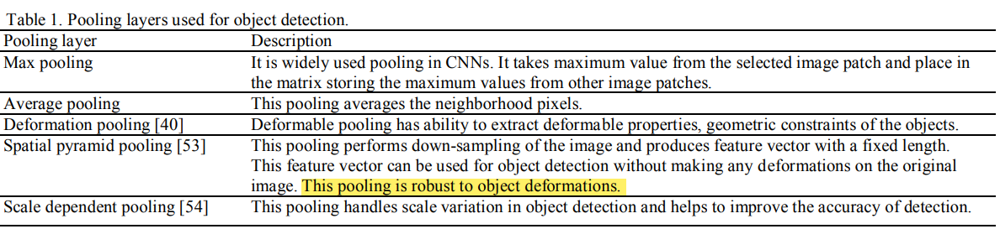 Table 1. Pooling layers used for object detection.
Pooling layer Description
Max pooling It is widely used pooling in CNNs. It takes maximum value from the selected image patch and place in
the matrix storing the maximum values from other image patches.
Average pooling This pooling averages the neighborhood pixels.
Deformation pooling [40] Deformable pooling has ability to extract deformable properties, geometric constraints of the objects.
Spatial pyramid pooling [53] This pooling performs down-sampling of the image and produces feature vector with a fixed length.
This feature vector can be used for object detection without making any deformations on the original
image. This pooling is robust to object deformations.
Scale dependent pooling [54] This pooling handles scale variation in object detection and helps to improve the accuracy of detection.